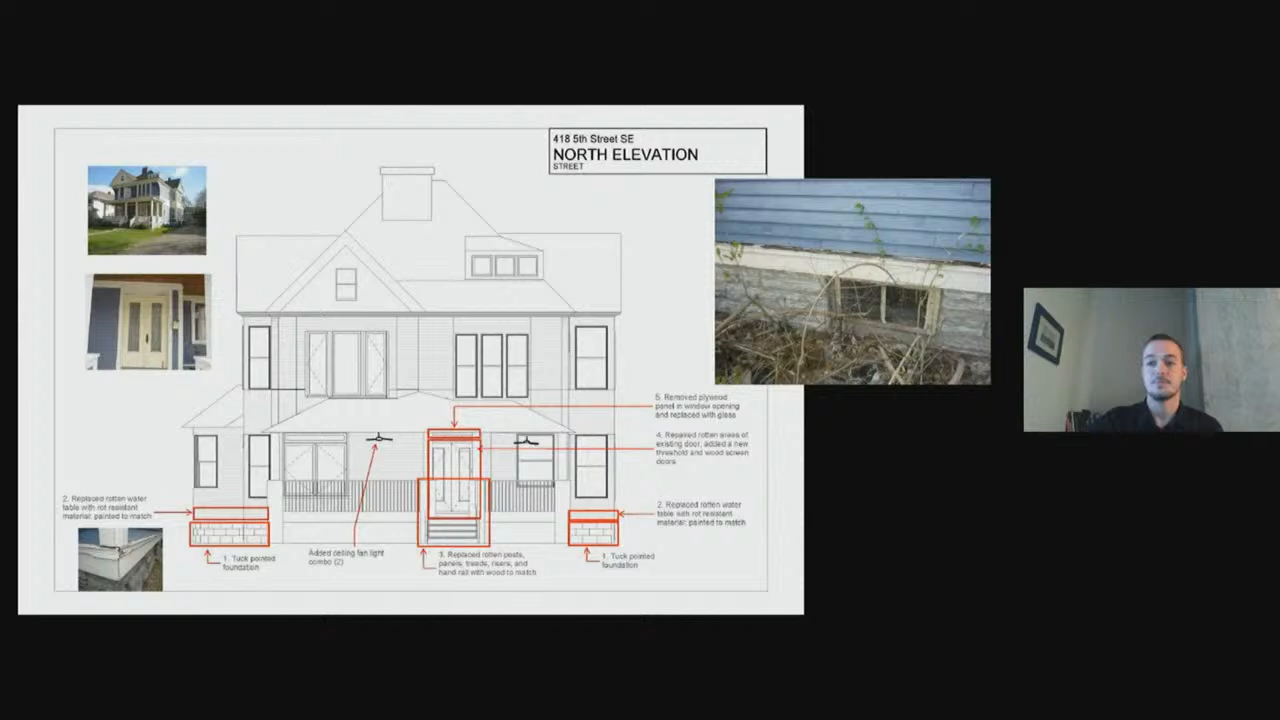 418 5th Street SE
NORTH ELEVATION
STREET
5. Removed plywood
panel in window opening
and replaced with glass
4. Repaired rotten areas of
existing door, added a new
threshold and wood screen
doors
2. Replaced rotten water
table with rot resistant
material; painted to match
2. Replaced rotten water
table with rot resistant
material; painted to match
1. Tuck pointed
foundation
Added ceiling fan light
combo (2)
3. Replaced rotten posts,
panels, treads, risers, and
hand rail with wood to match
1. Tuck pointed
foundation